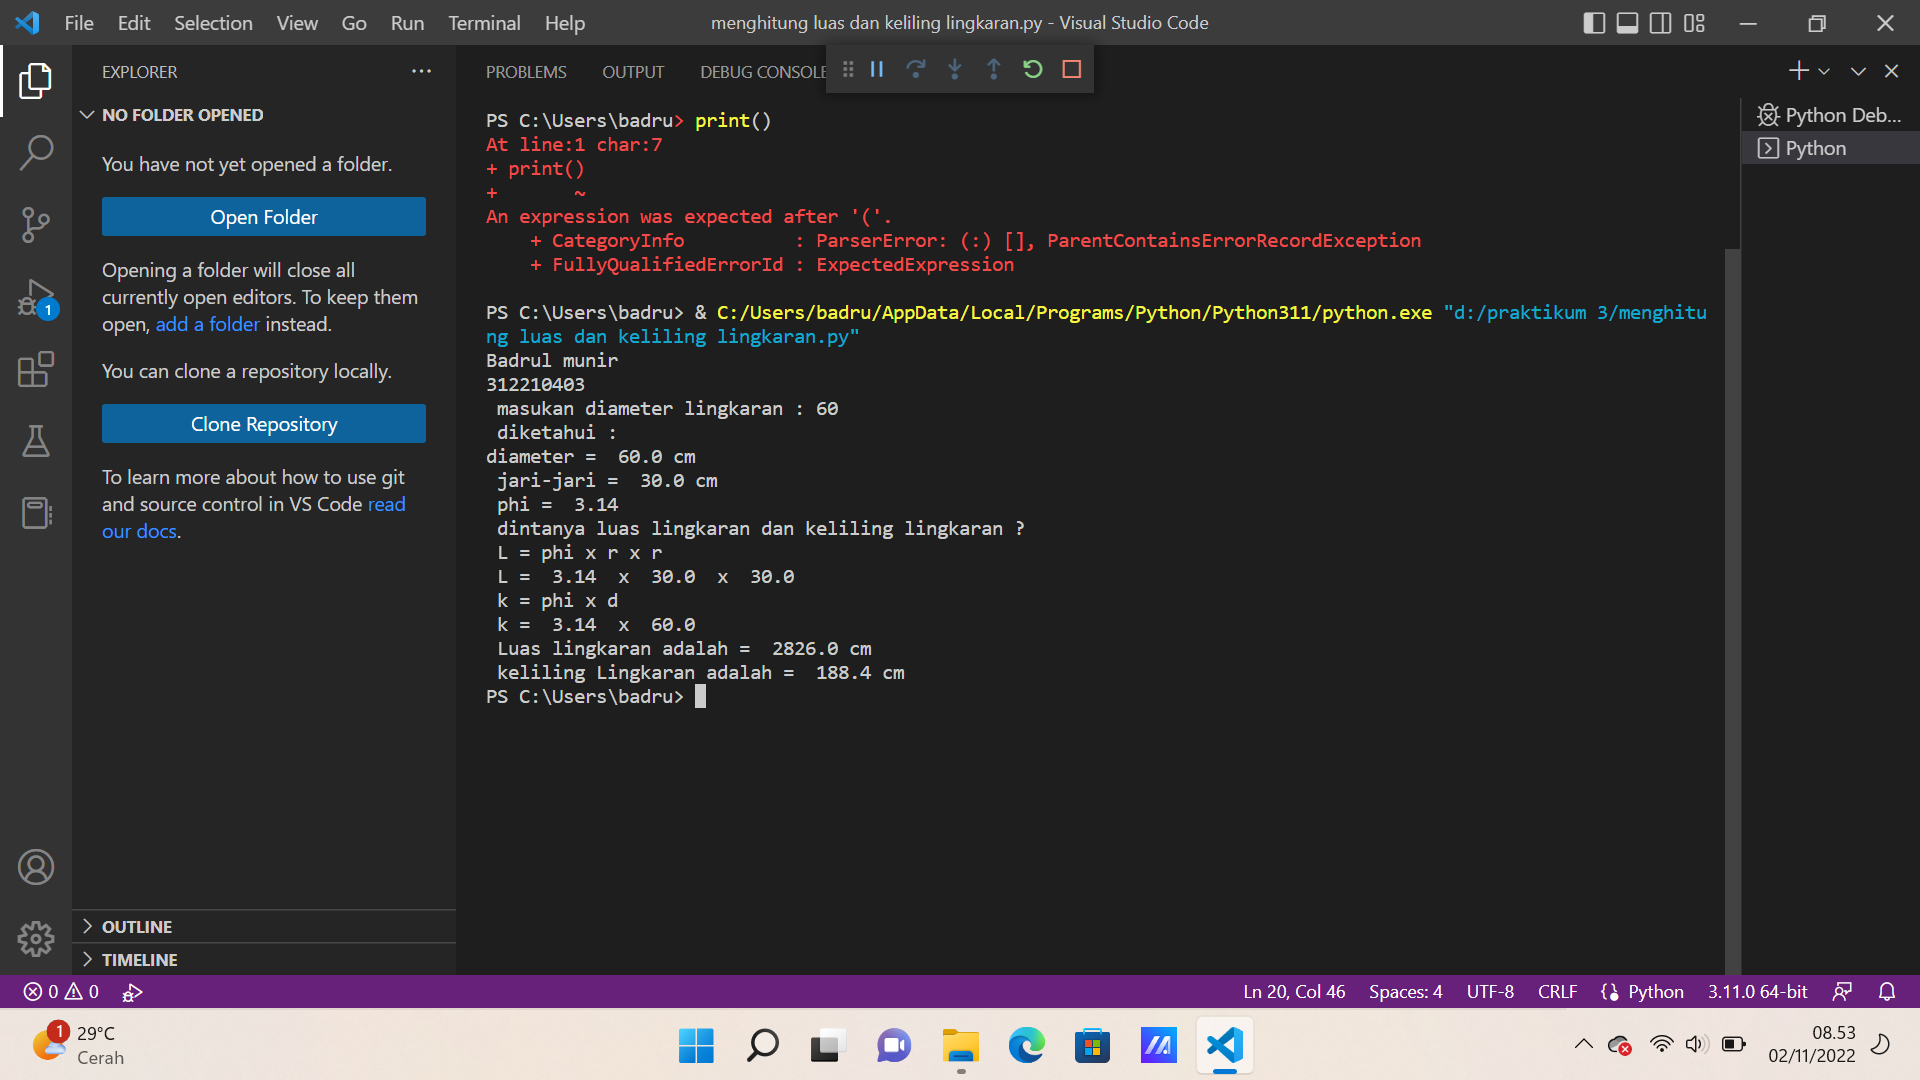 File Edit Selection View Go Run Terminal Help
menghitung luas dan keliling lingkaran.py - Visual Studio Code
EXPLORER
NO FOLDER OPENED
You have not yet opened a folder.
Open Folder
Opening a folder will close all
currently open editors. To keep them
open, add a folder instead.
You can clone a repository locally.
Clone Repository
To learn more about how to use git
and source control in VS Code read
our docs.
OUTLINE
TIMELINE
PROBLEMS OUTPUT DEBUG CONSOLE
PS C:\Users\badru> print()
At line:1 char:7
+ print()
+       ~
An expression was expected after '('.
    + CategoryInfo          : ParserError: (:) [], ParentContainsErrorRecordException
    + FullyQualifiedErrorId : ExpectedExpression
PS C:\Users\badru> & C:/Users/badru/AppData/Local/Programs/Python/Python311/python.exe "d:/praktikum 3/menghitu
ng luas dan keliling lingkaran.py"
Badrul munir
312210403
 masukan diameter lingkaran : 60
 diketahui :
diameter =  60.0 cm
 jari-jari =  30.0 cm
 phi =  3.14
 dintanya luas lingkaran dan keliling lingkaran ?
 L = phi x r x r
 L =  3.14  x  30.0  x  30.0
 k = phi x d
 k =  3.14  x  60.0
 Luas lingkaran adalah =  2826.0 cm
 keliling Lingkaran adalah =  188.4 cm
PS C:\Users\badru>
Python Deb...
Python
1
0 0
Ln 20, Col 46 Spaces: 4 UTF-8 CRLF Python 3.11.0 64-bit
1
29°C
Cerah
08.53
02/11/2022